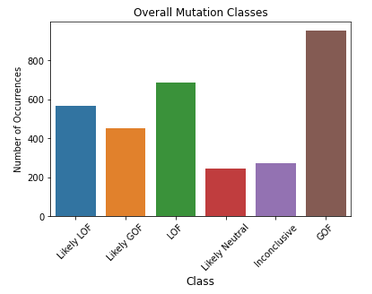 Overall Mutation Classes
Number of Occurrences
800
600
400
200
0
Likely LOF
Likely GOF
LOF
Likely Neutral
Inconclusive
GOF
Class